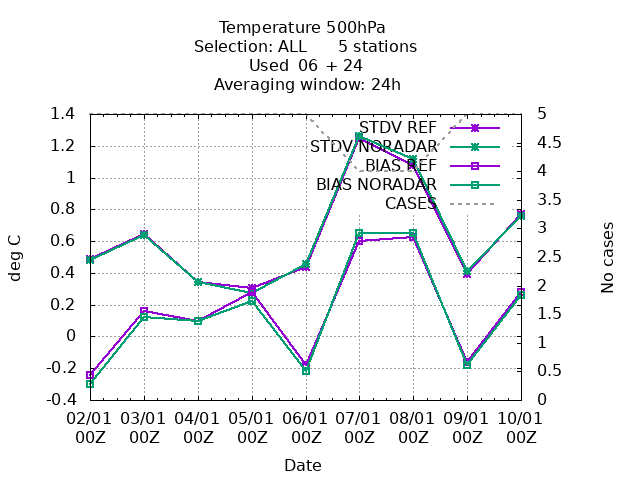 Temperature 500hPa
Selection: ALL 5 stations
Used 06 + 24
Averaging window: 24h
1.4
1.2
1
0.8
0.6
0.4
0.2
0
-0.2
-0.4
deg C
5
4.5
4
3.5
3
2.5
2
1.5
1
0.5
0
No cases
STDV REF
STDV NORADAR
BIAS REF
BIAS NORADAR
CASES
02/01 03/01 04/01 05/01 06/01 07/01 08/01 09/01 10/01
00Z 00Z 00Z 00Z 00Z 00Z 00Z 00Z 00Z
Date